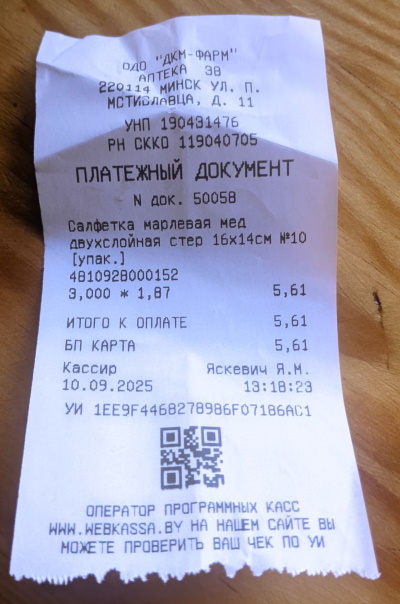 ОДО "ДКМ-ФАРМ"
АПТЕКА 38
220114 МИНСК УЛ. П.
МСТИСЛАВЦА, Д. 11
УНП 190431476
РН СККО 119040705
ПЛАТЕЖНЫЙ ДОКУМЕНТ
N док. 50058
Салфетка марлевая мед
двухслойная стер 16x14см №10
[упак.]
4810928000152
3,000 * 1,87 5,61
ИТОГО К ОПЛАТЕ 5,61
БП КАРТА 5,61
Кассир Яскевич Я.М.
10.09.2025 13:18:23
УИ 1EE9F4468278986F07186AC1
ОПЕРАТОР ПРОГРАММНЫХ КАСС
WWW.WEBKASSA.BY НА НАШЕМ САЙТЕ ВЫ
МОЖЕТЕ ПРОВЕРИТЬ ВАШ ЧЕК ПО УИ